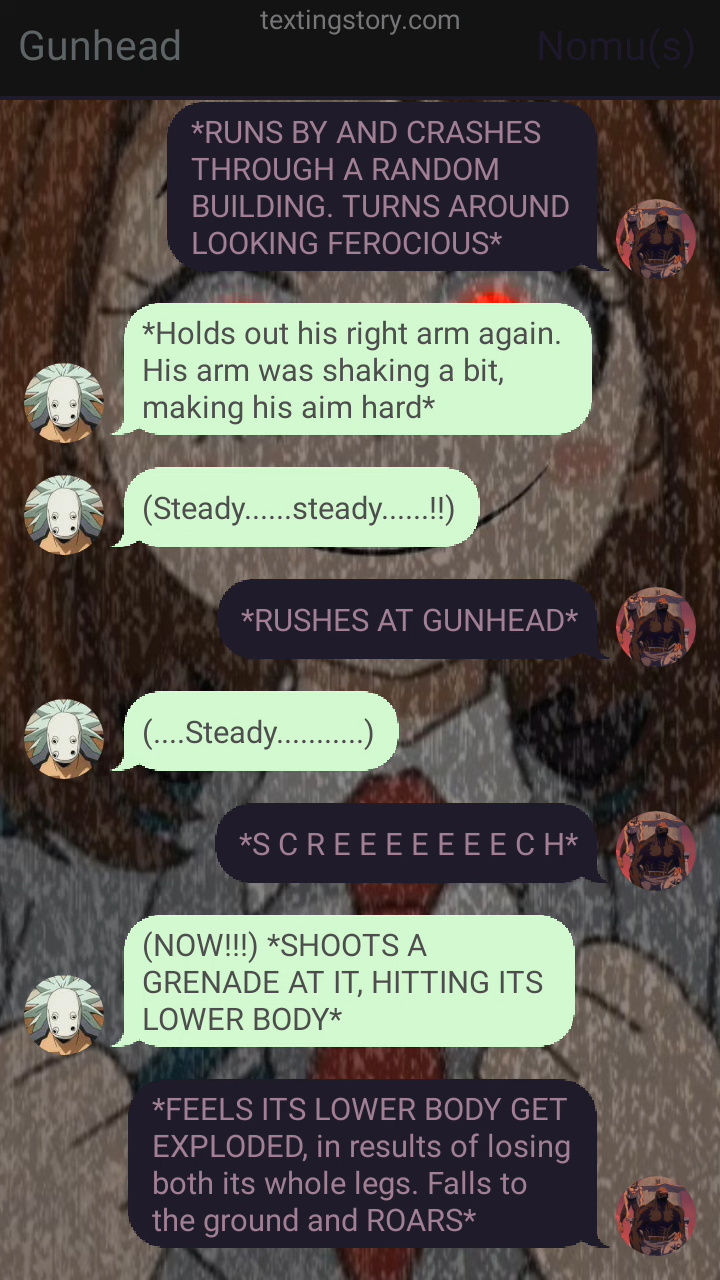 textingstory.com
Gunhead
Nomu(s)
*RUNS BY AND CRASHES
THROUGH A RANDOM
BUILDING. TURNS AROUND
LOOKING FEROCIOUS*
*Holds out his right arm again.
His arm was shaking a bit,
making his aim hard*
(Steady......steady......!!)
*RUSHES AT GUNHEAD*
(....Steady...........)
*S C R E E E E E E E E C H*
(NOW!!!) *SHOOTS A
GRENADE AT IT, HITTING ITS
LOWER BODY*
*FEELS ITS LOWER BODY GET
EXPLODED, in results of losing
both its whole legs. Falls to
the ground and ROARS*